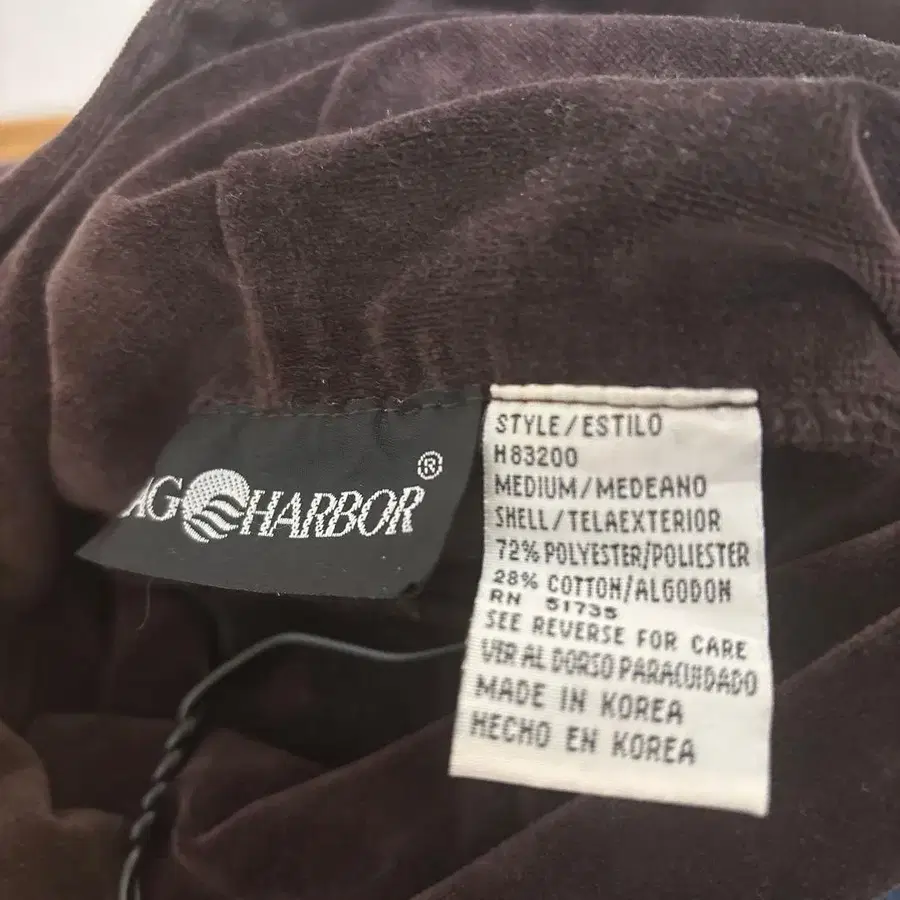 AG HARBOR®
STYLE/ESTILO
H83200
MEDIUM/MEDEANO
SHELL/TELAEXTERIOR
72% POLYESTER/POLIESTER
28% COTTON/ALGODON
RN 51735
SEE REVERSE FOR CARE
VER AL DORSO PARACUIDADO
MADE IN KOREA
HECHO EN KOREA